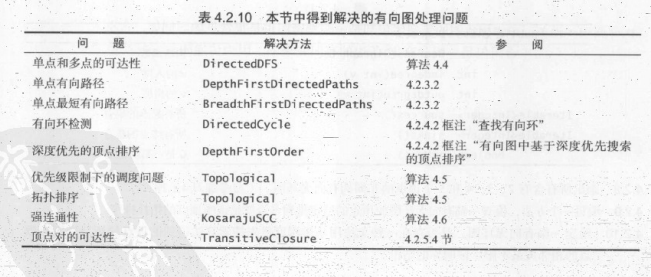 表 4.2.10 本节中得到解决的有向图处理问题
问 题 解决方法 参 阅
单点和多点的可达性 DirectedDFS 算法 4.4
单点有向路径 DepthFirstDirectedPaths 4.2.3.2
单点最短有向路径 BreadthFirstDirectedPaths 4.2.3.2
有向环检测 DirectedCycle 4.2.4.2 框注“查找有向环”
深度优先的顶点排序 DepthFirstOrder 4.2.4.2 框注“有向图中基于深度优先搜索
的顶点排序”
优先级限制下的调度问题 Topological 算法 4.5
拓扑排序 Topological 算法 4.5
强连通性 KosarajuSCC 算法 4.6
顶点对的可达性 TransitiveClosure 4.2.5.4 节